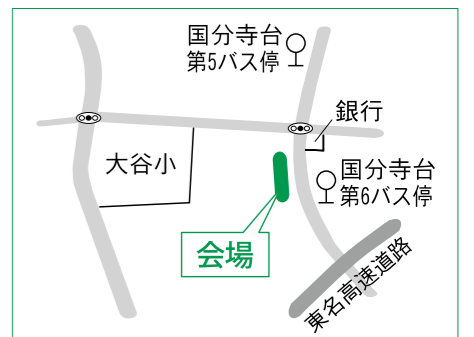 国分寺台
第5バス停
銀行
大谷小
国分寺台
第6バス停
会場
東名高速道路